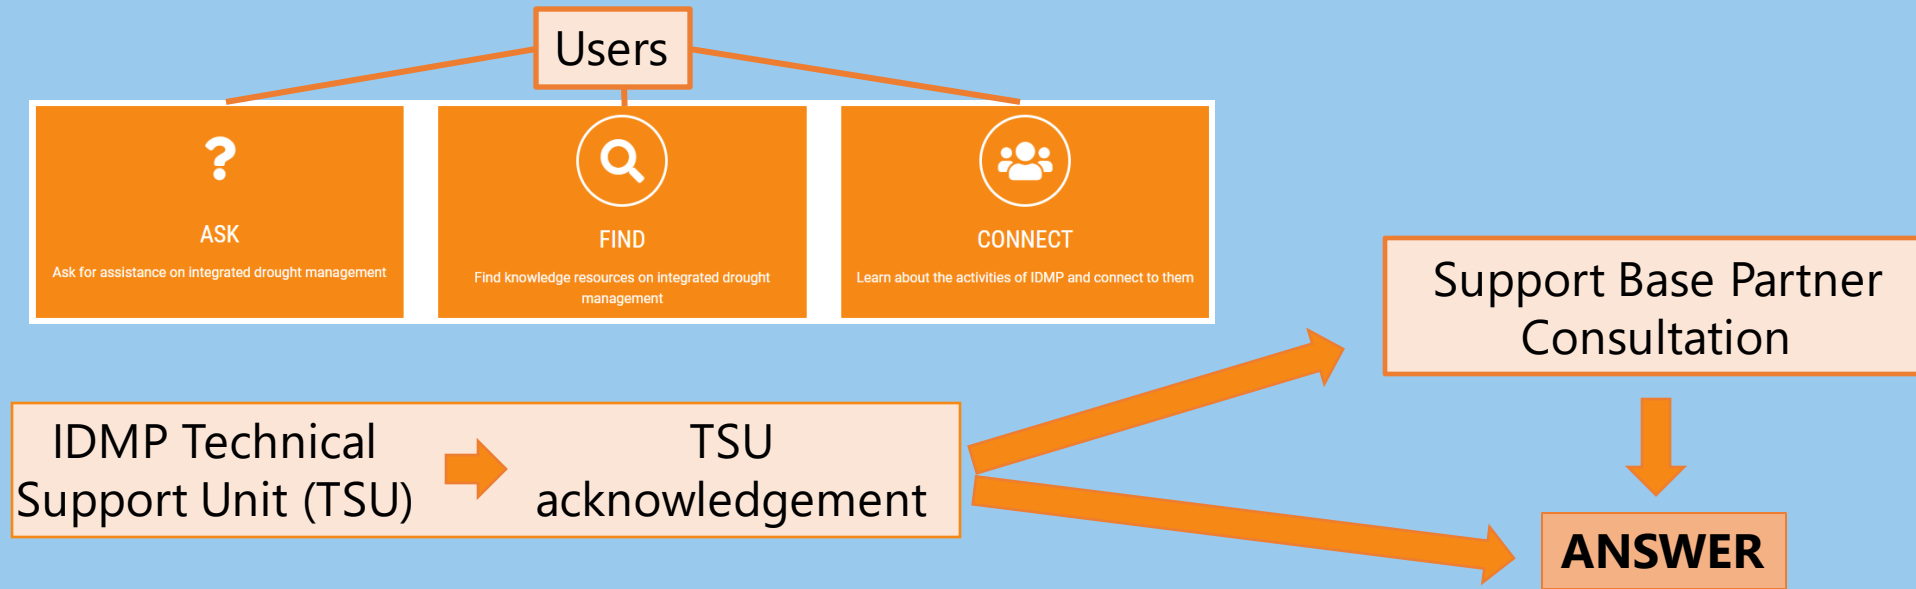 Users
?
ASK
Ask for assistance on integrated drought management
FIND
Find knowledge resources on integrated drought
management
CONNECT
Learn about the activities of IDMP and connect to them
Support Base Partner
Consultation
IDMP Technical
Support Unit (TSU)
TSU
acknowledgement
ANSWER